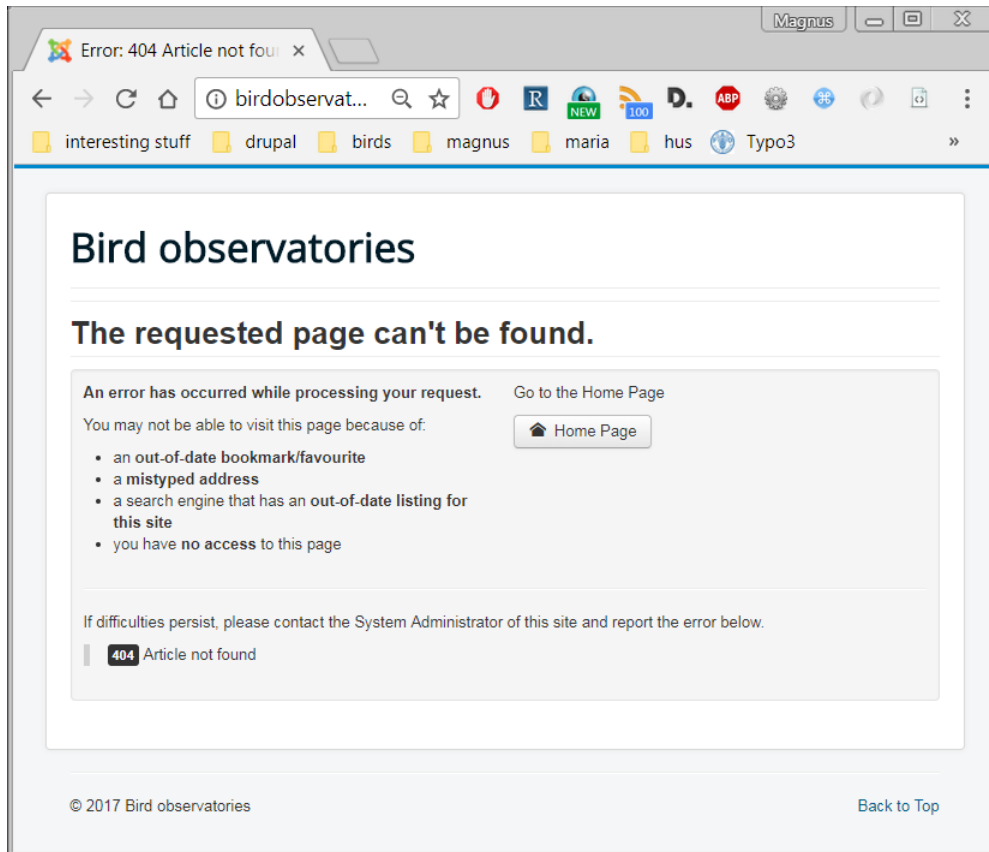 Magnus
Error: 404 Article not fou
birdobservat...
R
NEW
100
D.
ABP
interesting stuff drupal birds magnus maria hus Typo3 »
Bird observatories
The requested page can't be found.
An error has occurred while processing your request.
Go to the Home Page
You may not be able to visit this page because of:
Home Page
• an out-of-date bookmark/favourite
• a mistyped address
• a search engine that has an out-of-date listing for
this site
• you have no access to this page
If difficulties persist, please contact the System Administrator of this site and report the error below.
404 Article not found
© 2017 Bird observatories
Back to Top